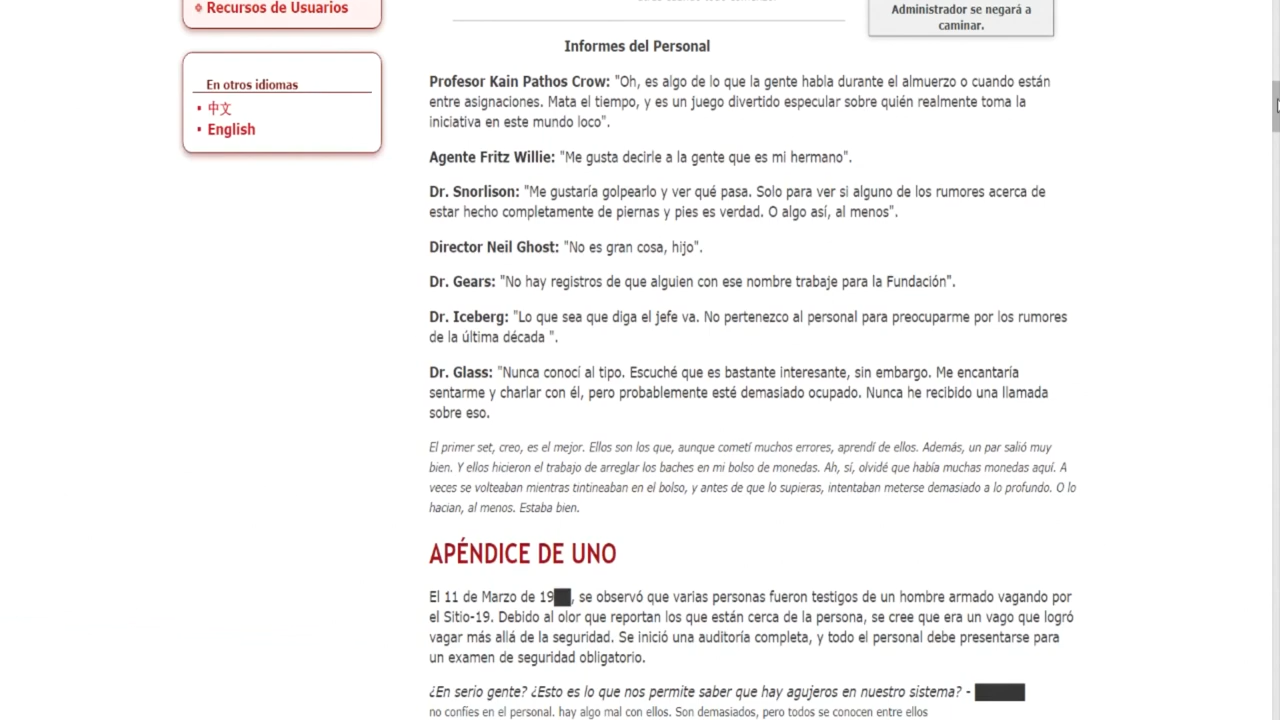 Recursos de Usuarios
En otros idiomas
中文
English
Administrador se negará a
caminar.
Informes del Personal
Profesor Kain Pathos Crow: "Oh, es algo de lo que la gente habla durante el almuerzo o cuando están
entre asignaciones. Mata el tiempo, y es un juego divertido especular sobre quién realmente toma la
iniciativa en este mundo loco".
Agente Fritz Willie: "Me gusta decirle a la gente que es mi hermano".
Dr. Snorlison: "Me gustaría golpearlo y ver qué pasa. Solo para ver si alguno de los rumores acerca de
estar hecho completamente de piernas y pies es verdad. O algo así, al menos".
Director Neil Ghost: "No es gran cosa, hijo".
Dr. Gears: "No hay registros de que alguien con ese nombre trabaje para la Fundación".
Dr. Iceberg: "Lo que sea que diga el jefe va. No pertenezco al personal para preocuparme por los rumores
de la última década ".
Dr. Glass: "Nunca conocí al tipo. Escuché que es bastante interesante, sin embargo. Me encantaría
sentarme y charlar con él, pero probablemente esté demasiado ocupado. Nunca he recibido una llamada
sobre eso.
El primer set, creo, es el mejor. Ellos son los que, aunque cometí muchos errores, aprendí de ellos. Además, un par salió muy
bien. Y ellos hicieron el trabajo de arreglar los baches en mi bolso de monedas. Ah, sí, olvidé que había muchas monedas aquí. A
veces se volteaban mientras tintineaban en el bolso, y antes de que lo supieras, intentaban meterse demasiado a lo profundo. O lo
hacian, al menos. Estaba bien.
APÉNDICE DE UNO
El 11 de Marzo de 19██, se observó que varias personas fueron testigos de un hombre armado vagando por
el Sitio-19. Debido al olor que reportan los que están cerca de la persona, se cree que era un vago que logró
vagar más allá de la seguridad. Se inició una auditoría completa, y todo el personal debe presentarse para
un examen de seguridad obligatorio.
¿En serio gente? ¿Esto es lo que nos permite saber que hay agujeros en nuestro sistema? - ██████
no confíes en el personal. hay algo mal con ellos. Son demasiados, pero todos se conocen entre ellos